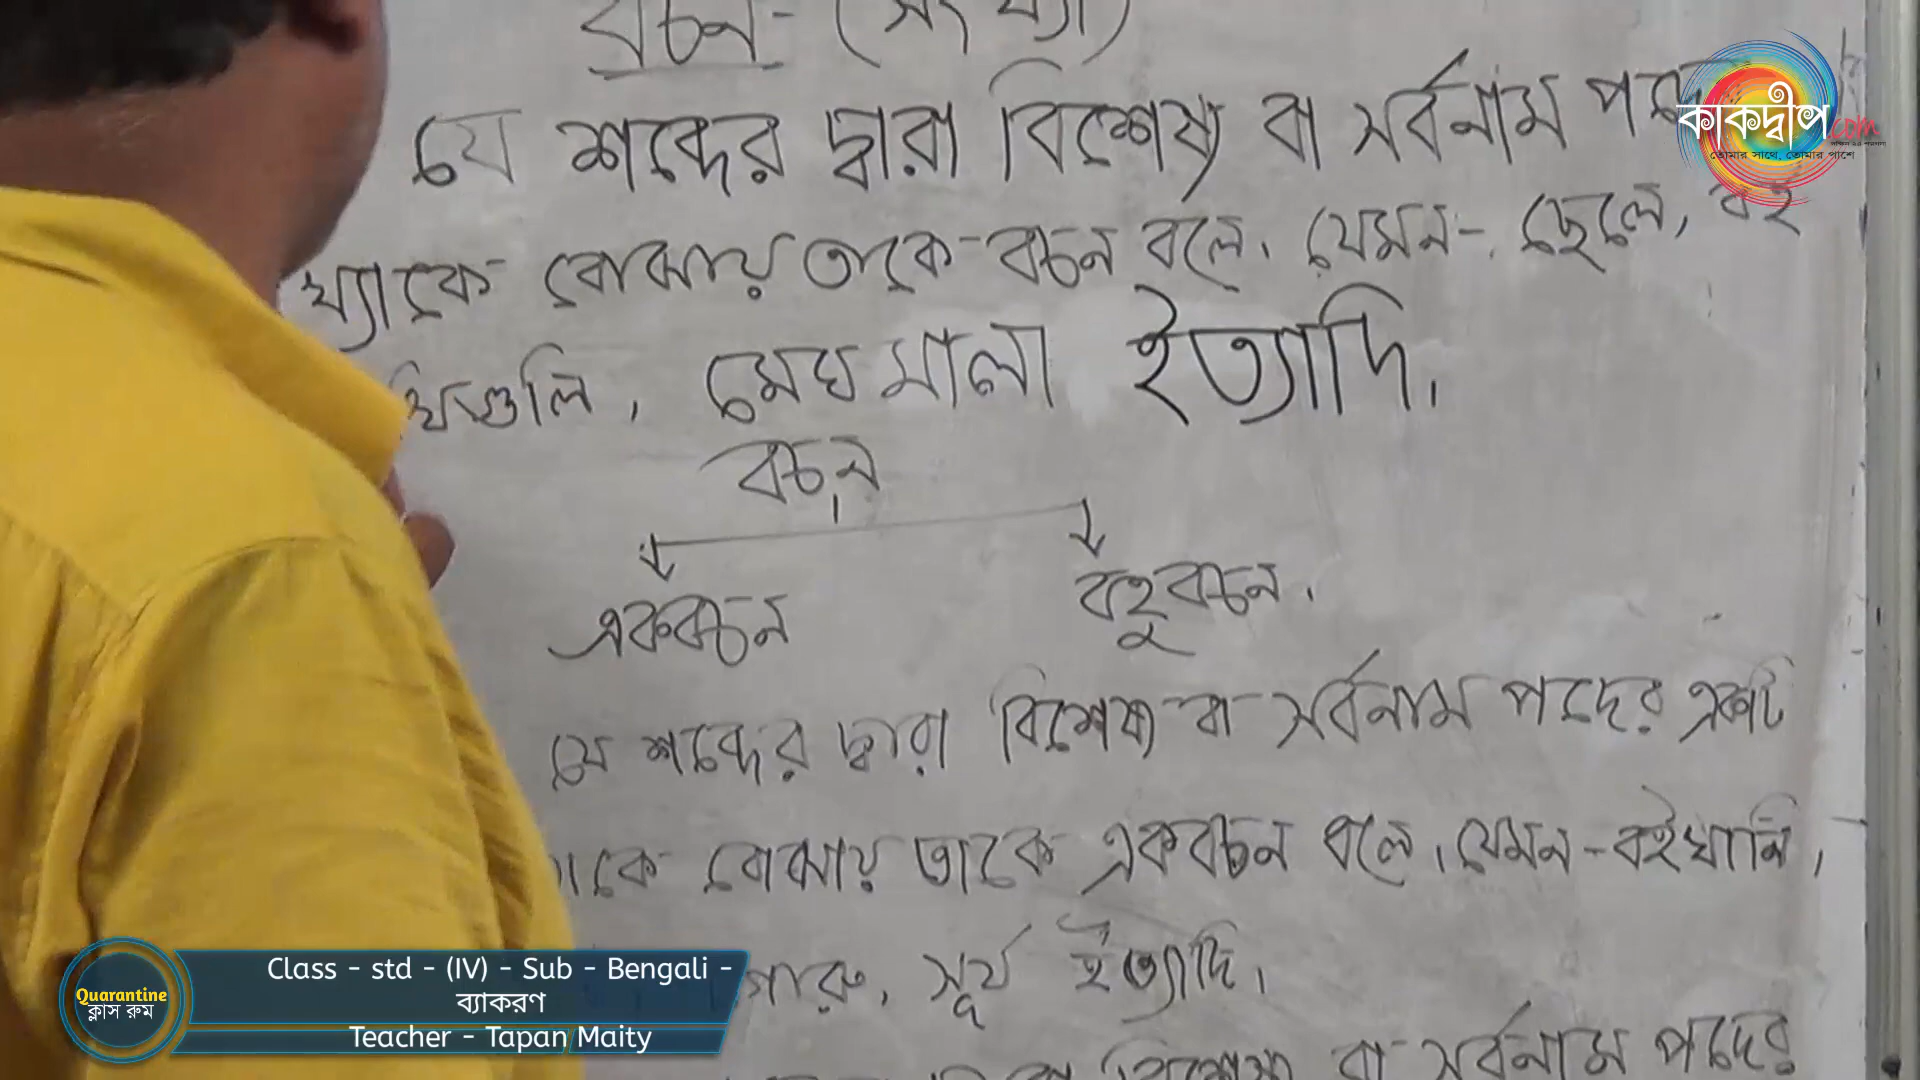 বচন - (সংখ্যা)
যে শব্দের দ্বারা বিশেষ্য বা সর্বনাম
খ্যাকে বোঝায় তাকে-বচন বলে। যেমন-. ছেলে, বই
খিগুলি, মেঘমালা ইত্যাদি।
বচন
একবচন বহুবচন।
যে শব্দের দ্বারা বিশেষ্য বা সর্বনাম পদের একটি
াকে বোঝায় তাকে একবচন বলে। যেমন-বইখানি,
গোরু, সূর্য ইত্যাদি।
বিশেষ্য বা সর্বনাম পদের
কাকদ্বীপ.com
তোমার সাথে, তোমার পাশে
Quarantine
ক্লাস রুম
Class - std - (IV) - Sub - Bengali -
ব্যাকরণ
Teacher - Tapan Maity